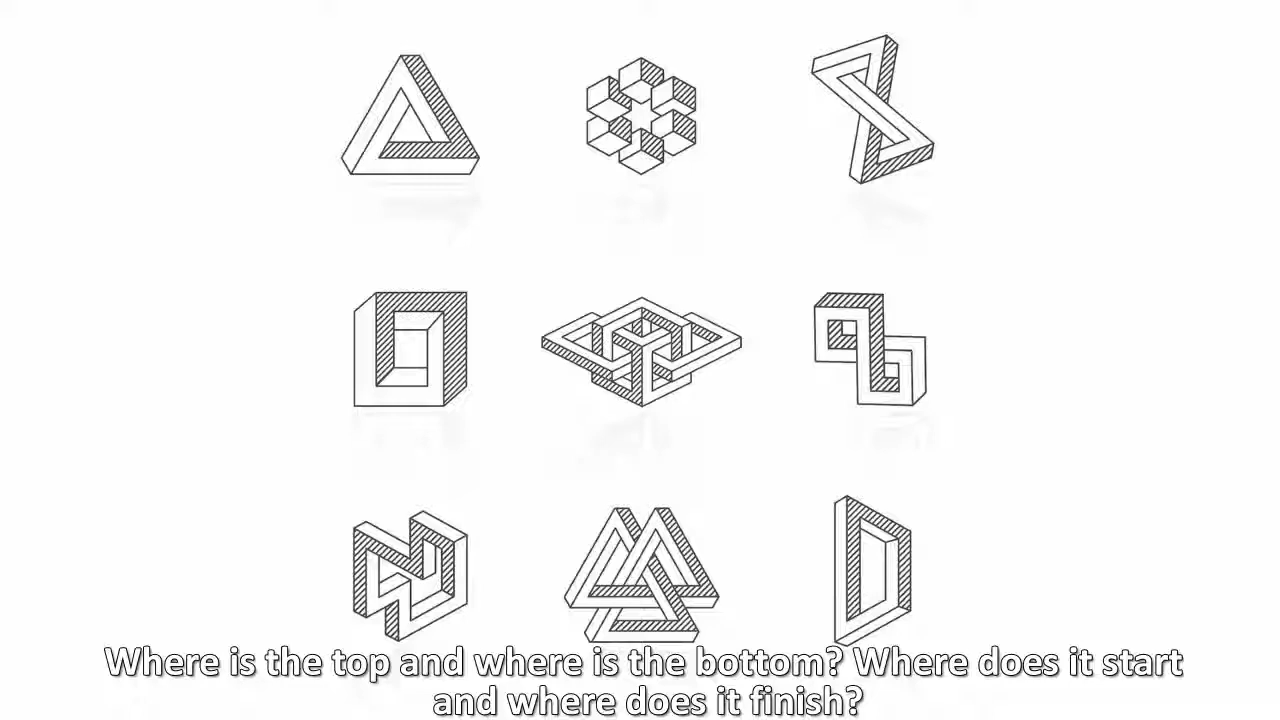 Where is the top and where is the bottom? Where does it start
and where does it finish?